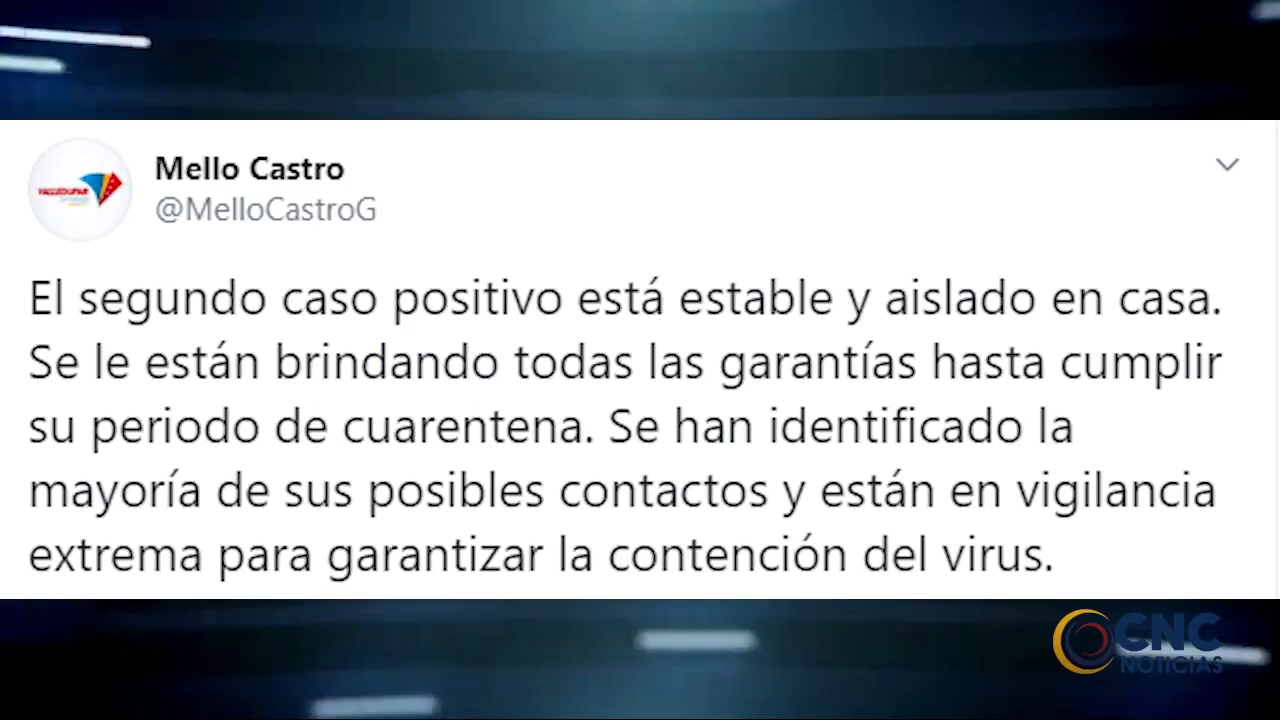 Mello Castro
@MelloCastroG
VALLEDUPAR
El segundo caso positivo está estable y aislado en casa.
Se le están brindando todas las garantías hasta cumplir
su periodo de cuarentena. Se han identificado la
mayoría de sus posibles contactos y están en vigilancia
extrema para garantizar la contención del virus.
CNC
NOTICIAS